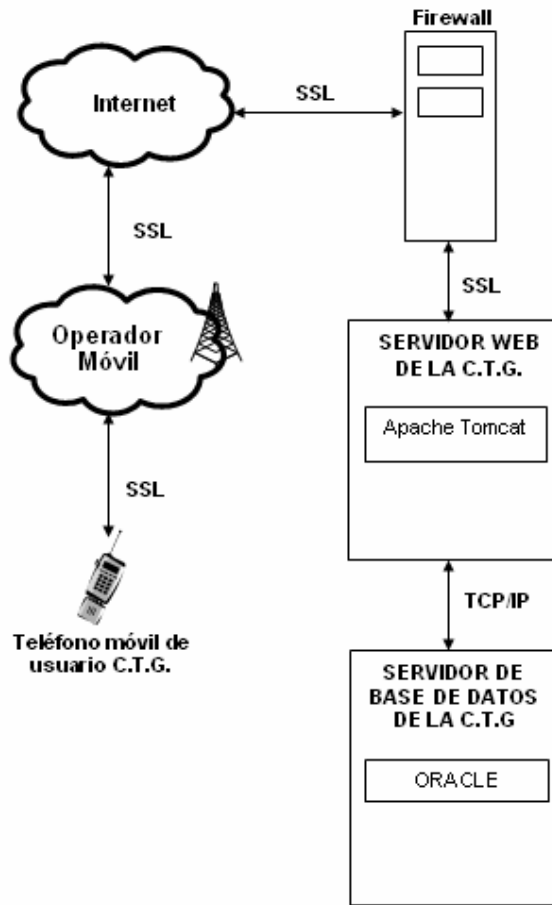 Firewall
Internet
SSL
SSL
SSL
Operador
Móvil
SERVIDOR WEB
DE LA C.T.G.
Apache Tomcat
SSL
TCP/IP
Teléfono móvil de
usuario C.T.G.
SERVIDOR DE
BASE DE DATOS
DE LA C.T.G
ORACLE